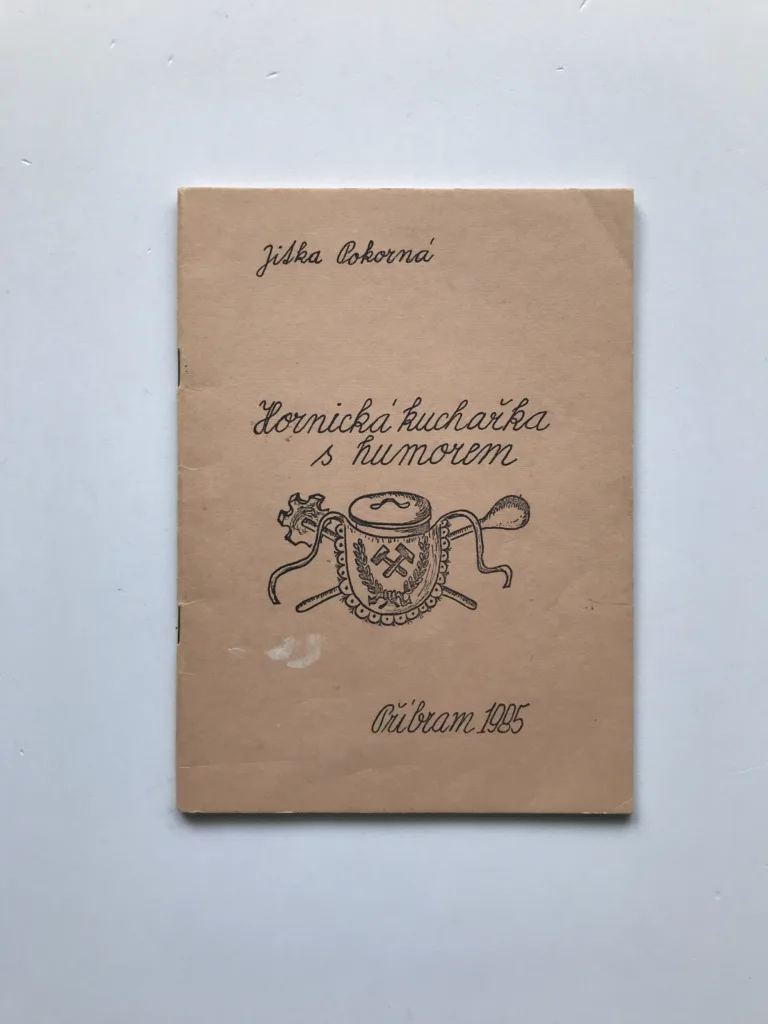 Jitka Pokorná
Hornická kuchařka
s humorem
Příbram 1985